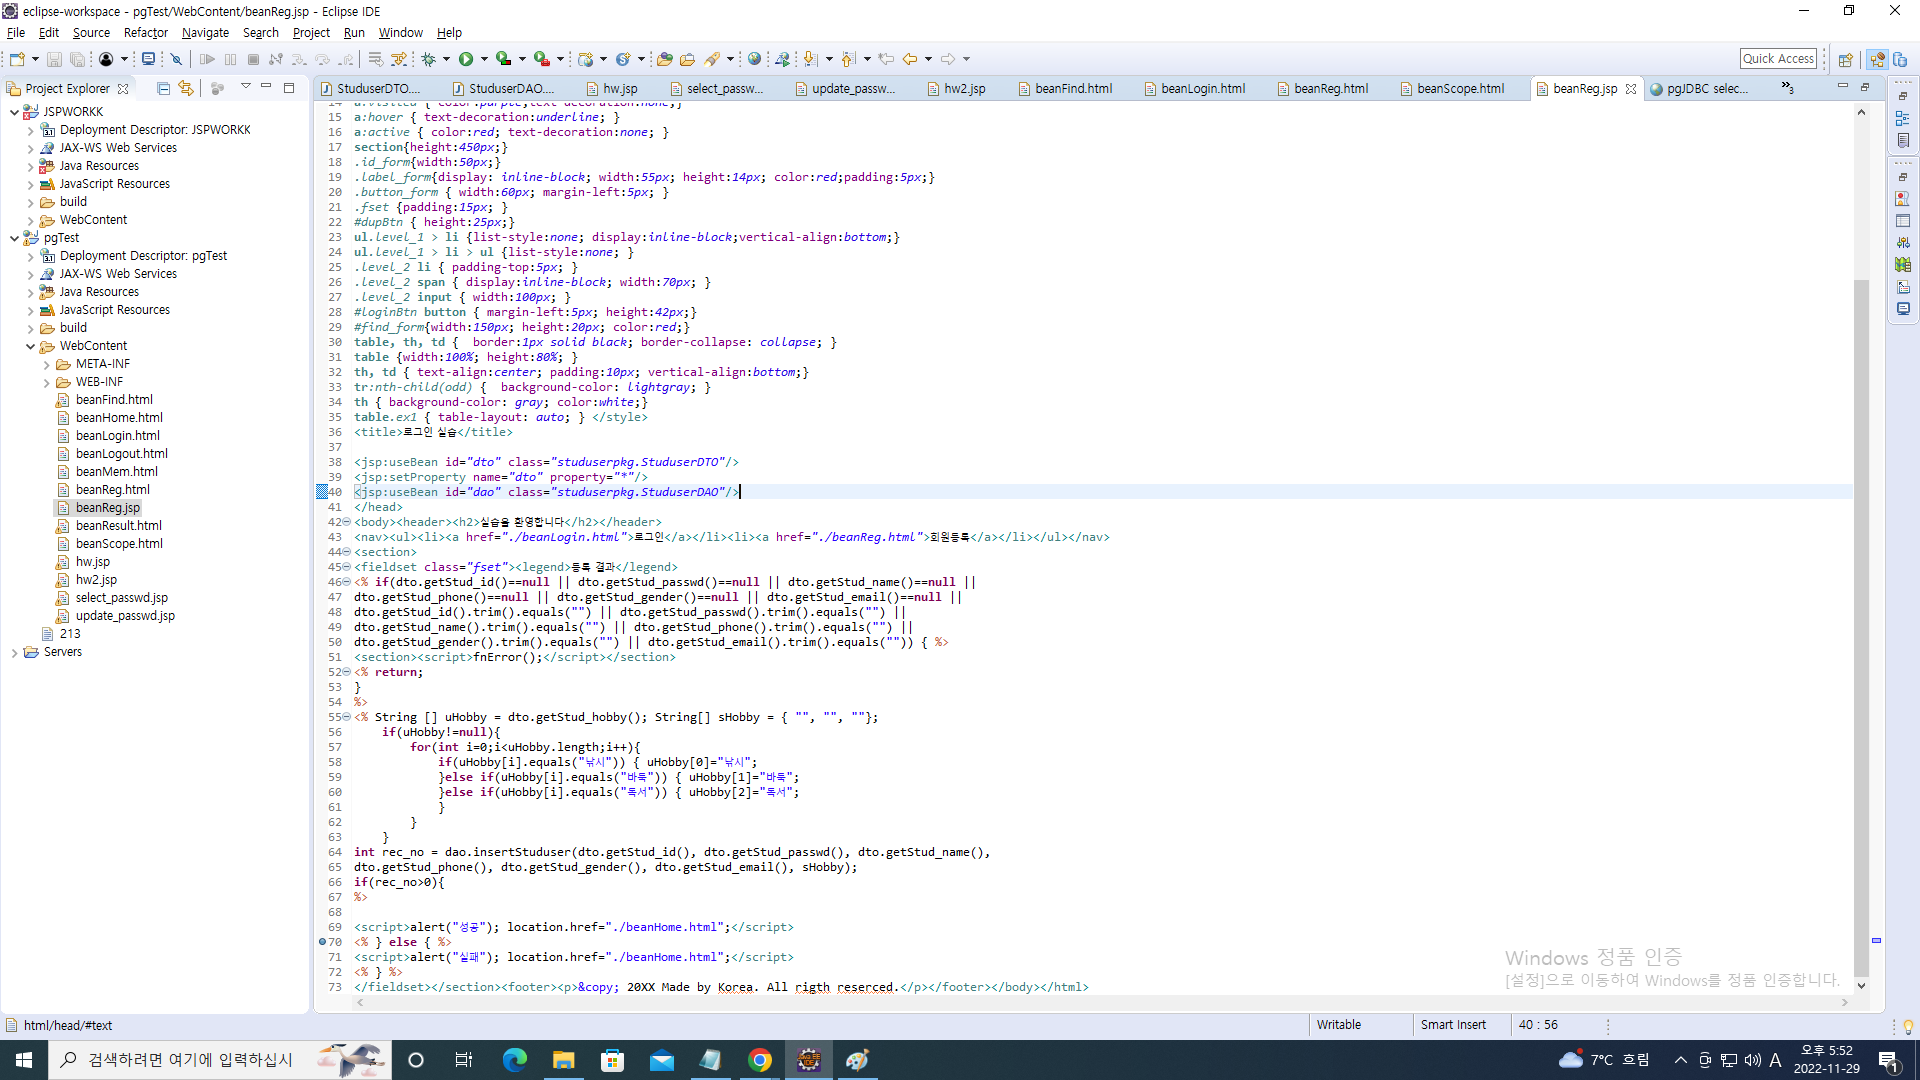 eclipse-workspace - pgTest/WebContent/beanReg.jsp - Eclipse IDE
File Edit Source Refactor Navigate Search Project Run Window Help
Quick Access
Project Explorer
JSPWORKK
Deployment Descriptor: JSPWORKK
JAX-WS Web Services
Java Resources
JavaScript Resources
build
WebContent
pgTest
Deployment Descriptor: pgTest
JAX-WS Web Services
Java Resources
JavaScript Resources
build
WebContent
META-INF
WEB-INF
beanFind.html
beanHome.html
beanLogin.html
beanLogout.html
beanMem.html
beanReg.html
beanReg.jsp
beanResult.html
beanScope.html
hw.jsp
hw2.jsp
select_passwd.jsp
update_passwd.jsp
213
Servers
StuduserDTO.... StuduserDAO.... hw.jsp select_passw... update_passw... hw2.jsp beanFind.html beanLogin.html beanReg.html beanScope.html beanReg.jsp pgJDBC selec... »3
14 a:visited { color:purple;text-decoration:none;}
15 a:hover { text-decoration:underline; }
16 a:active { color:red; text-decoration:none; }
17 section{height:450px;}
18 .id_form{width:50px;}
19 .label_form{display: inline-block; width:55px; height:14px; color:red;padding:5px;}
20 .button_form { width:60px; margin-left:5px; }
21 .fset {padding:15px; }
22 #dupBtn { height:25px;}
23 ul.level_1 > li {list-style:none; display:inline-block;vertical-align:bottom;}
24 ul.level_1 > li > ul {list-style:none; }
25 .level_2 li { padding-top:5px; }
26 .level_2 span { display:inline-block; width:70px; }
27 .level_2 input { width:100px; }
28 #loginBtn button { margin-left:5px; height:42px;}
29 #find_form{width:150px; height:20px; color:red;}
30 table, th, td {  border:1px solid black; border-collapse: collapse; }
31 table {width:100%; height:80%; }
32 th, td { text-align:center; padding:10px; vertical-align:bottom;}
33 tr:nth-child(odd) {  background-color: lightgray; }
34 th { background-color: gray; color:white;}
35 table.ex1 { table-layout: auto; } </style>
36 <title>로그인 실습</title>
37
38 <jsp:useBean id="dto" class="studuserpkg.StuduserDTO"/>
39 <jsp:setProperty name="dto" property="*"/>
40 <jsp:useBean id="dao" class="studuserpkg.StuduserDAO"/>
41 </head>
42 <body><header><h2>실습을 환영합니다</h2></header>
43 <nav><ul><li><a href="./beanLogin.html">로그인</a></li><li><a href="./beanReg.html">회원등록</a></li></ul></nav>
44 <section>
45 <fieldset class="fset"><legend>등록 결과</legend>
46 <% if(dto.getStud_id()==null || dto.getStud_passwd()==null || dto.getStud_name()==null ||
47 dto.getStud_phone()==null || dto.getStud_gender()==null || dto.getStud_email()==null ||
48 dto.getStud_id().trim().equals("") || dto.getStud_passwd().trim().equals("") ||
49 dto.getStud_name().trim().equals("") || dto.getStud_phone().trim().equals("") ||
50 dto.getStud_gender().trim().equals("") || dto.getStud_email().trim().equals("")) { %>
51 <section><script>fnError();</script></section>
52 <% return;
53 }
54 %>
55 <% String [] uHobby = dto.getStud_hobby(); String[] sHobby = { "", "", ""};
56 if(uHobby!=null){
57 for(int i=0;i<uHobby.length;i++){
58 if(uHobby[i].equals("낚시")) { uHobby[0]="낚시";
59 }else if(uHobby[i].equals("바둑")) { uHobby[1]="바둑";
60 }else if(uHobby[i].equals("독서")) { uHobby[2]="독서";
61 }
62 }
63 }
64 int rec_no = dao.insertStuduser(dto.getStud_id(), dto.getStud_passwd(), dto.getStud_name(),
65 dto.getStud_phone(), dto.getStud_gender(), dto.getStud_email(), sHobby);
66 if(rec_no>0){
67 %>
68
69 <script>alert("성공"); location.href="./beanHome.html";</script>
70 <% } else { %>
71 <script>alert("실패"); location.href="./beanHome.html";</script>
72 <% } %>
73 </fieldset></section><footer><p>&copy; 20XX Made by Korea. All rigth reserced.</p></footer></body></html>
Windows 정품 인증
[설정]으로 이동하여 Windows를 정품 인증합니다.
html/head/#text
Writable Smart Insert 40 : 56
검색하려면 여기에 입력하십시
7°C 흐림
A
오후 5:52
2022-11-29
1